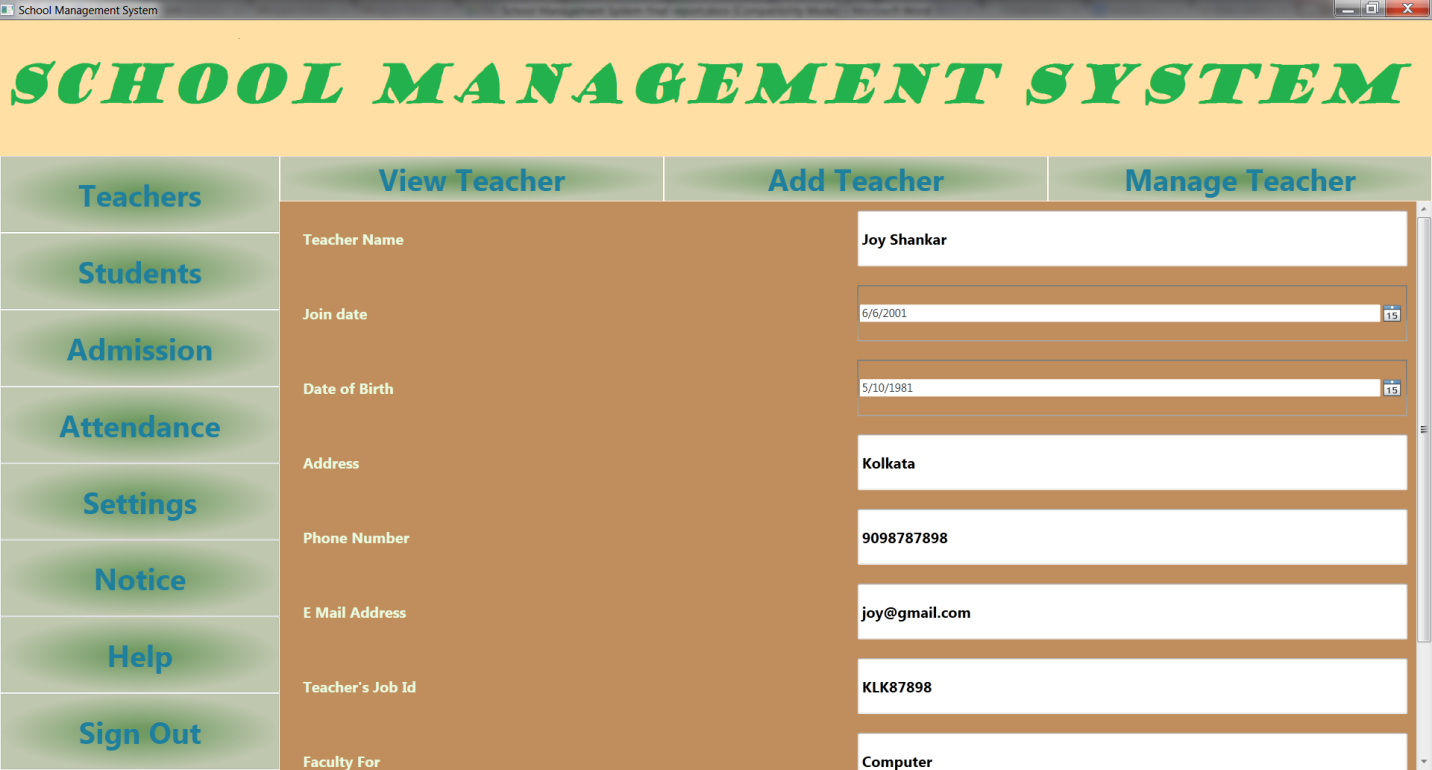 School Management System
SCHOOL MANAGEMENT SYSTEM
Teachers
Students
Admission
Attendance
Settings
Notice
Help
Sign Out
View Teacher Add Teacher Manage Teacher
Teacher Name Joy Shankar
Join date 6/6/2001 15
Date of Birth 5/10/1981 15
Address Kolkata
Phone Number 9098787898
E Mail Address joy@gmail.com
Teacher's Job Id KLK87898
Faculty For Computer